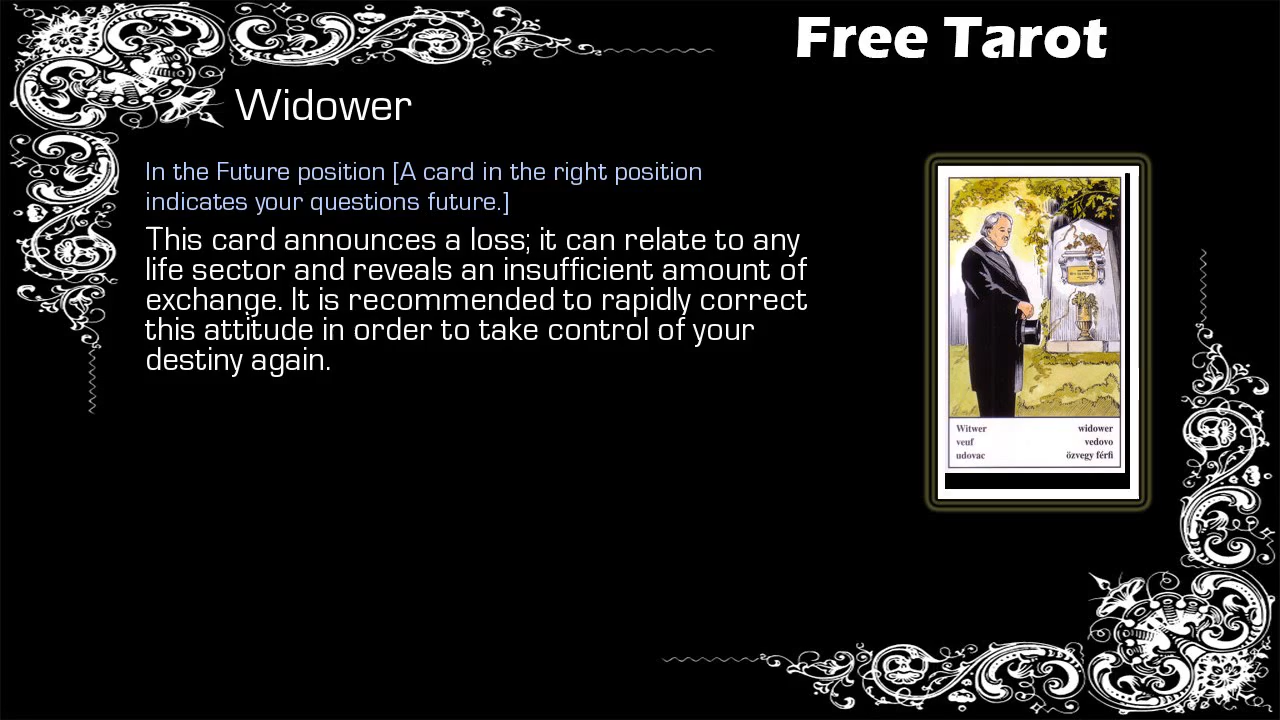 Free Tarot
Widower
In the Future position [A card in the right position
indicates your questions future.]
This card announces a loss; it can relate to any
life sector and reveals an insufficient amount of
exchange. It is recommended to rapidly correct
this attitude in order to take control of your
destiny again.
Witwer widower
veuf vedovo
udovac özvegy férfi